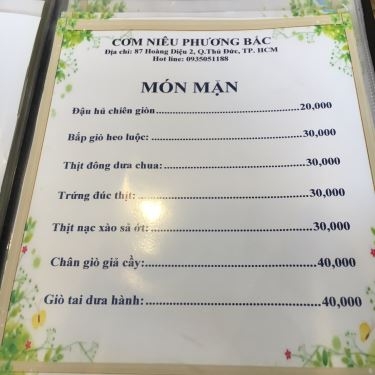 CƠM NIÊU PHƯƠNG BẮC
Địa chỉ: 87 Hoàng Diệu 2, Q.Thủ Đức, TP. HCM
Hot line: 0935051188
MÓN MẶN
Đậu hủ chiên giòn.....................................20,000
Bắp giò heo luộc:......................................30,000
Thịt đông dưa chua:..................................30,000
Trứng đúc thịt:...........................................30,000
Thịt nạc xào sả ớt:.....................................30,000
Chân giò giả cầy:.......................................40,000
Giò tai dưa hành:.......................................40,000